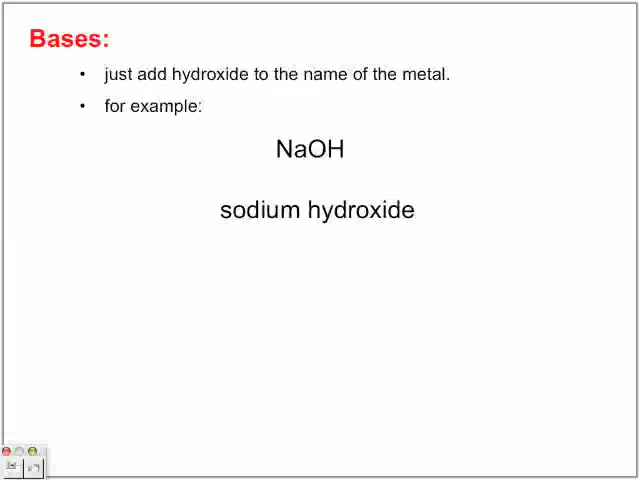 Bases:
• just add hydroxide to the name of the metal.
• for example:
NaOH
sodium hydroxide